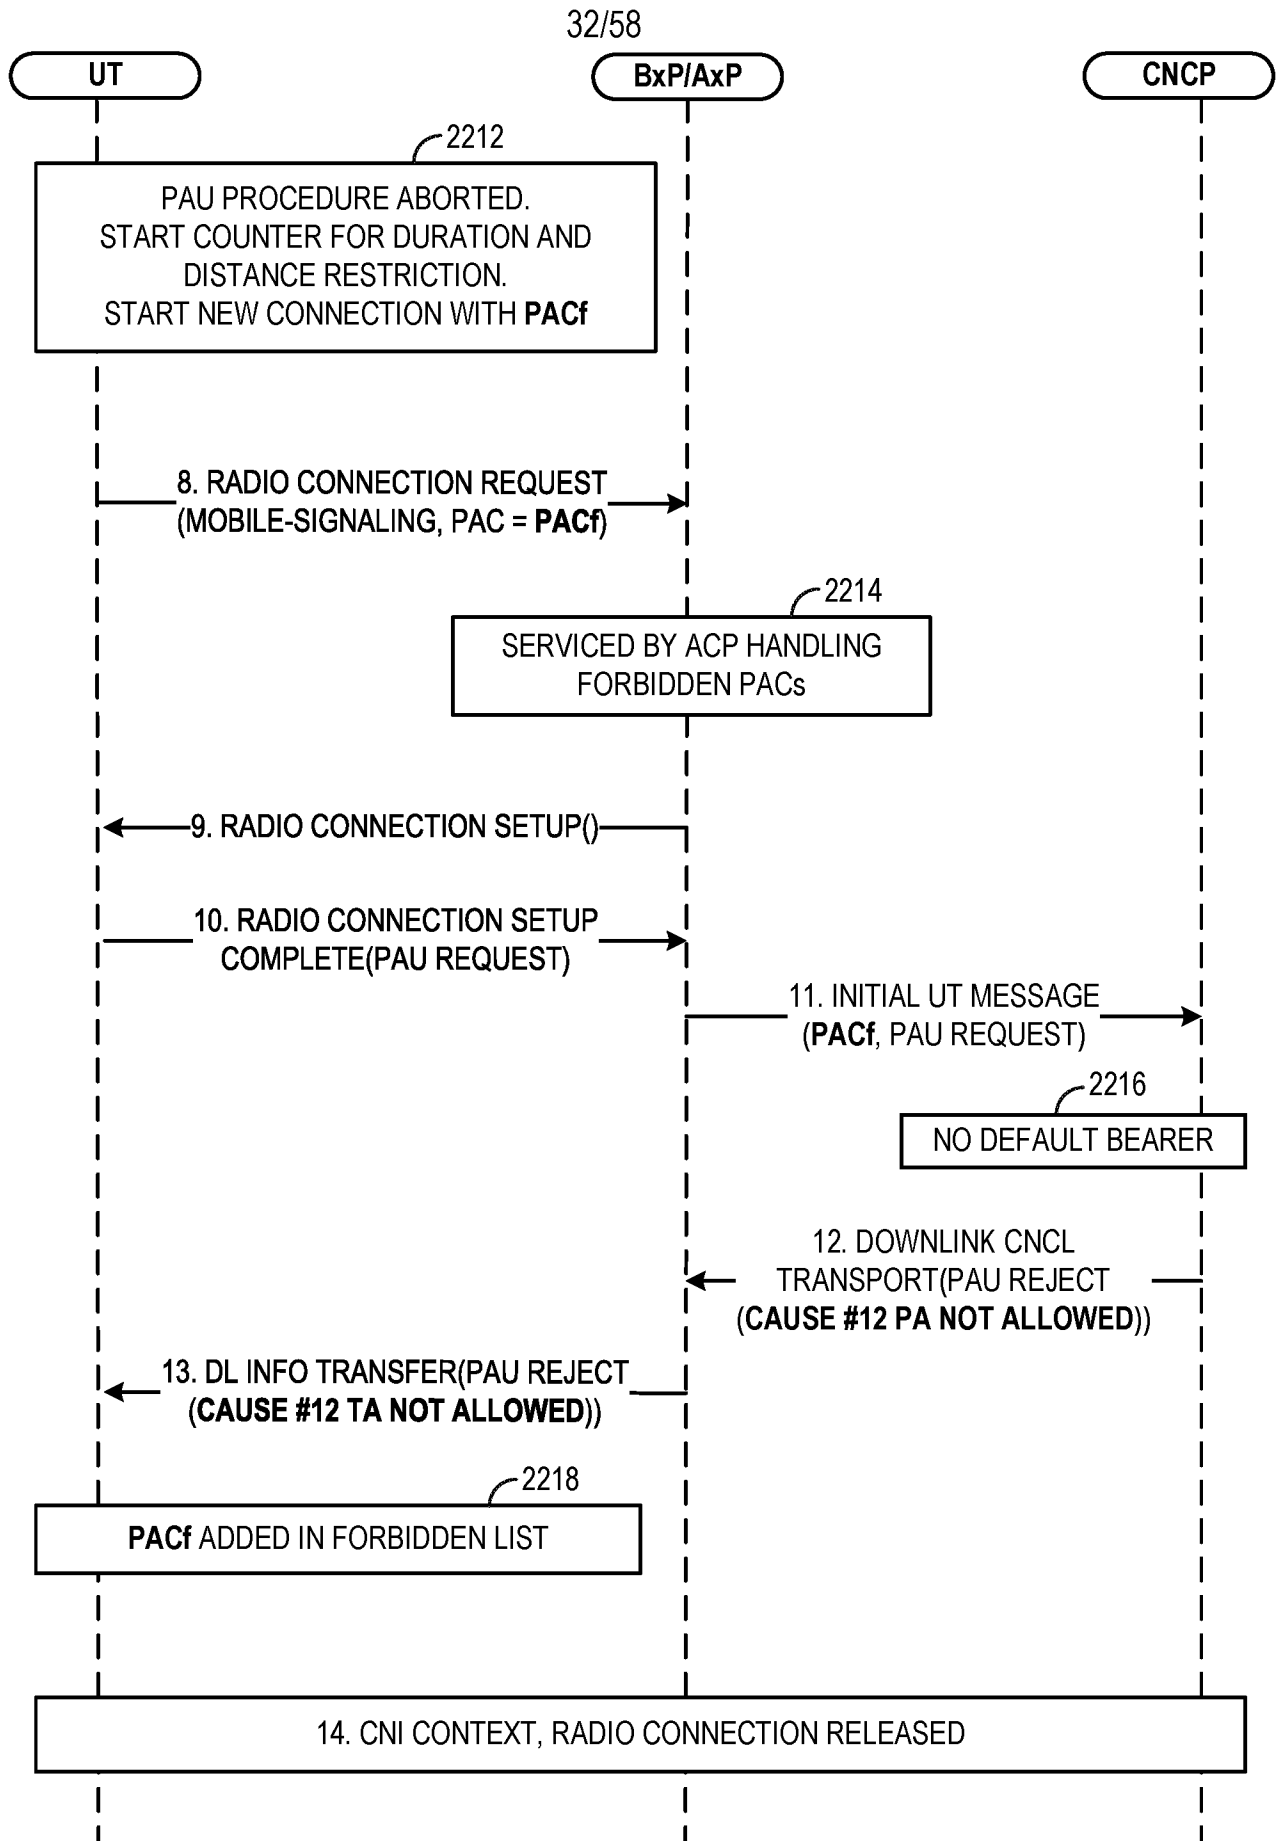 32/58
UT
BxP/AxP
CNCP
2212
PAU PROCEDURE ABORTED.
START COUNTER FOR DURATION AND
DISTANCE RESTRICTION.
START NEW CONNECTION WITH PACf
8. RADIO CONNECTION REQUEST
(MOBILE-SIGNALING, PAC = PACf)
2214
SERVICED BY ACP HANDLING
FORBIDDEN PACs
9. RADIO CONNECTION SETUP()
10. RADIO CONNECTION SETUP
COMPLETE(PAU REQUEST)
11. INITIAL UT MESSAGE
(PACf, PAU REQUEST)
2216
NO DEFAULT BEARER
12. DOWNLINK CNCL
TRANSPORT(PAU REJECT
(CAUSE #12 PA NOT ALLOWED))
13. DL INFO TRANSFER(PAU REJECT
(CAUSE #12 TA NOT ALLOWED))
2218
PACf ADDED IN FORBIDDEN LIST
14. CNI CONTEXT, RADIO CONNECTION RELEASED